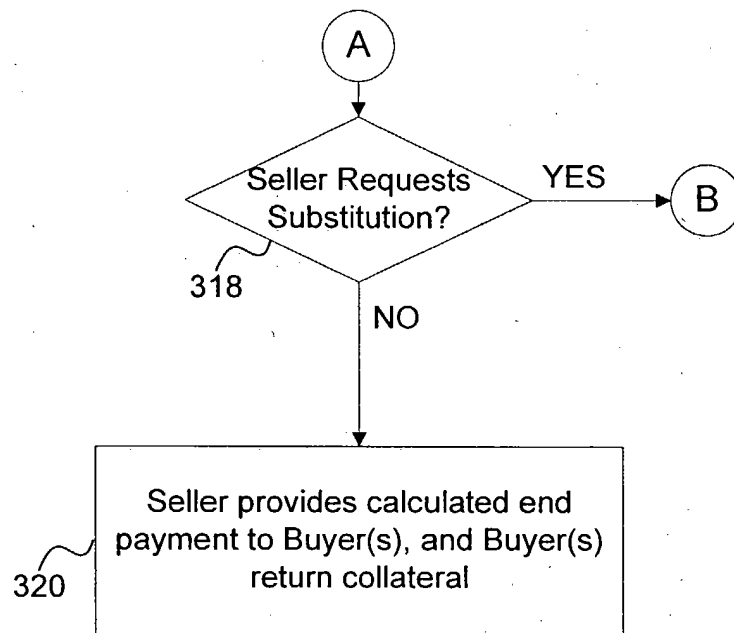 A
Seller Requests
Substitution?
YES
B
318
NO
Seller provides calculated end
payment to Buyer(s), and Buyer(s)
return collateral
320